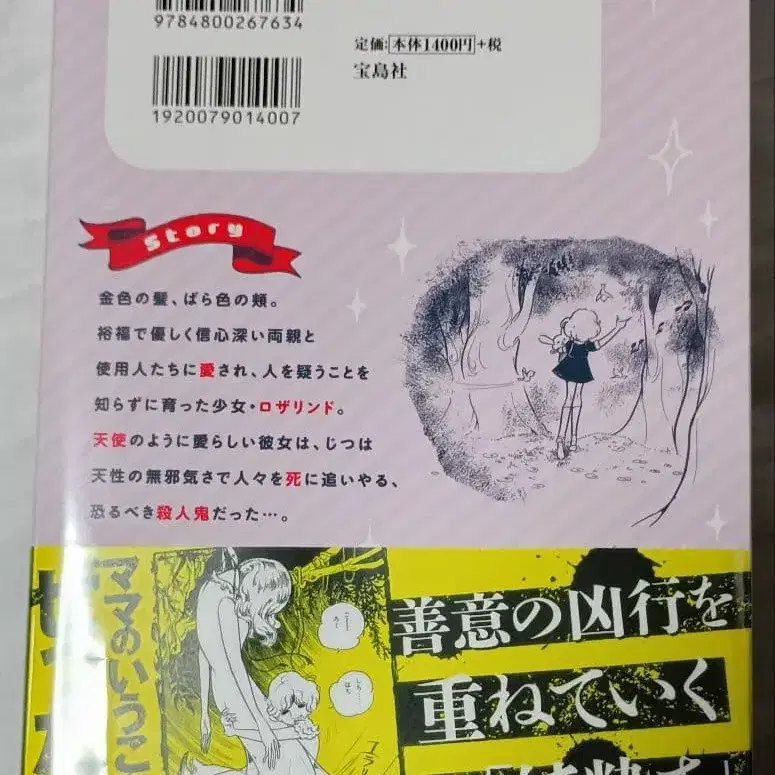 9784800267634
定価:本体1400円+税
宝島社
1920079014007
Story
金色の髪、ばら色の頬。
裕福で優しく信心深い両親と
使用人たちに愛され、人を疑うことを
知らずに育った少女・ロザリンド。
天使のように愛らしい彼女は、じつは
天性の無邪気さで人々を死に追いやる、
恐るべき殺人鬼だった…。
善意の凶行を
重ねていく
ママのいうこ